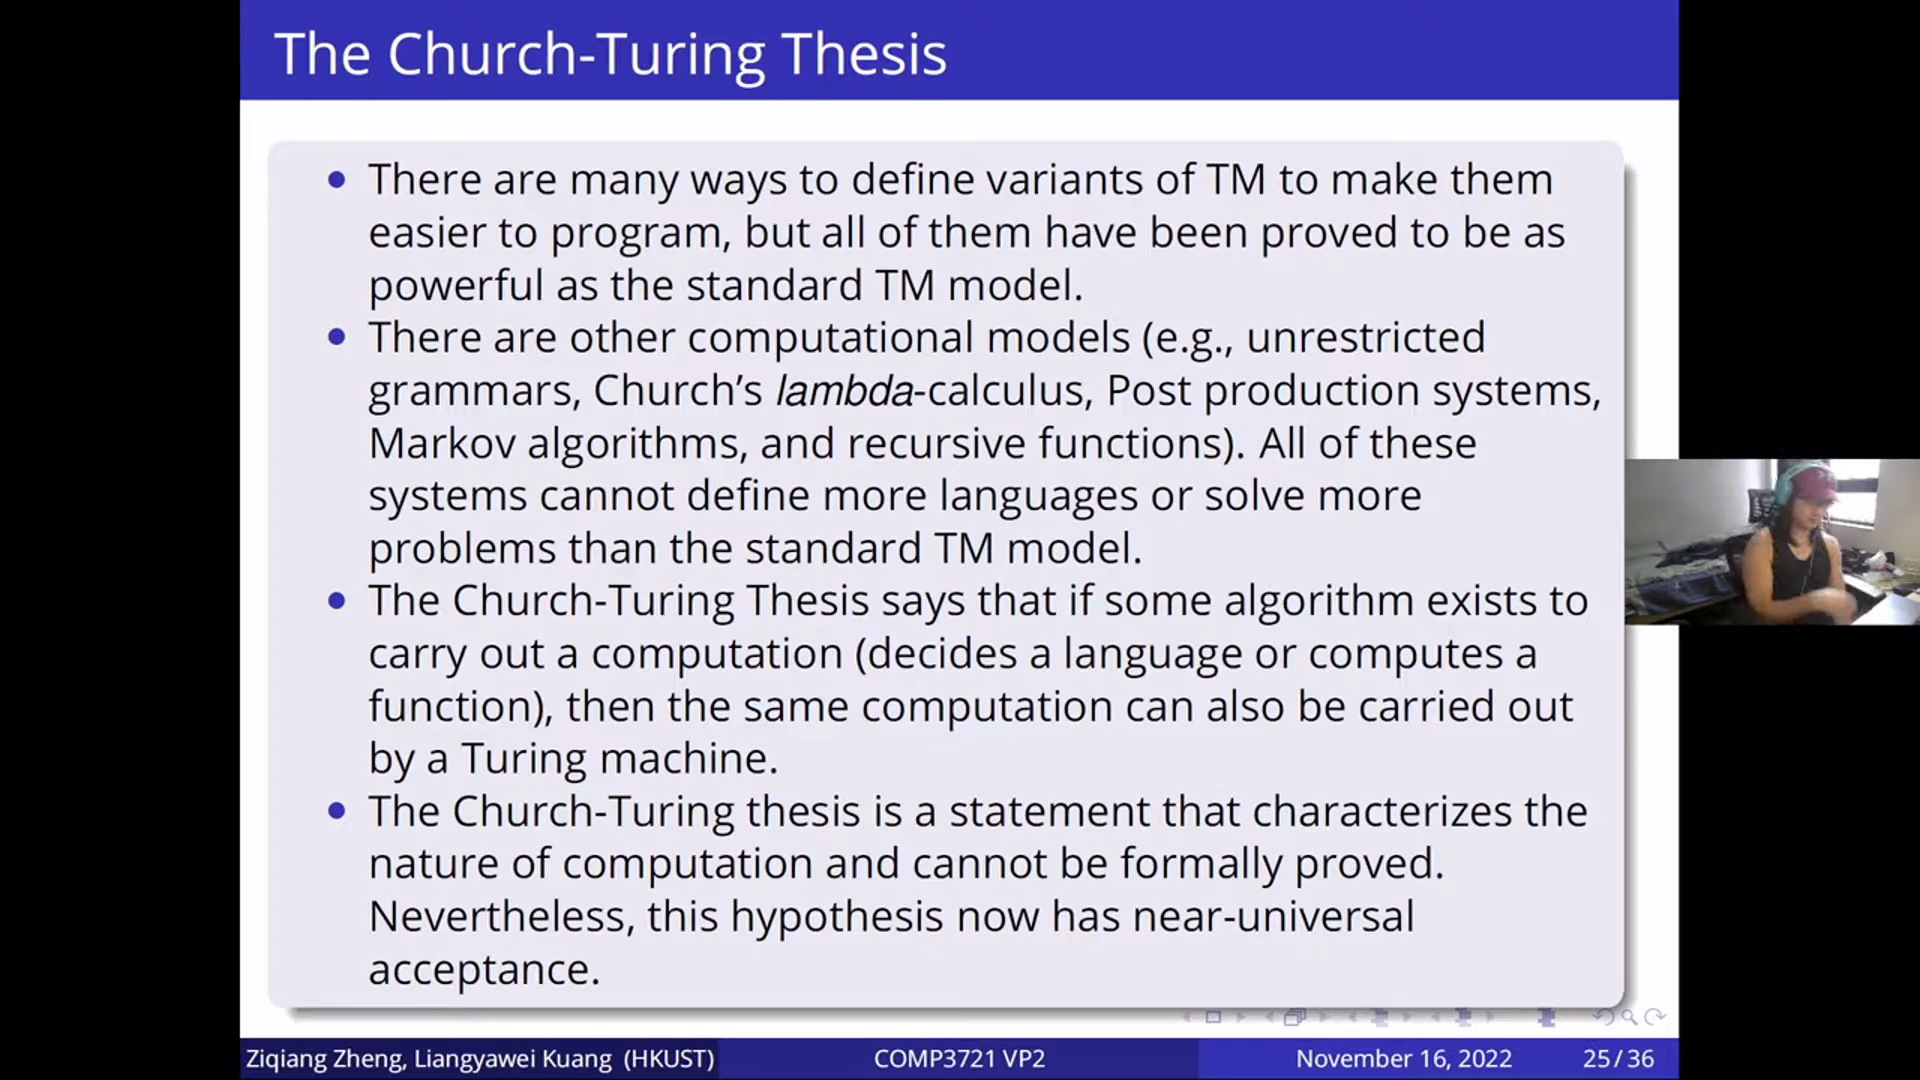 The Church-Turing Thesis
• There are many ways to define variants of TM to make them
easier to program, but all of them have been proved to be as
powerful as the standard TM model.
• There are other computational models (e.g., unrestricted
grammars, Church's lambda-calculus, Post production systems,
Markov algorithms, and recursive functions). All of these
systems cannot define more languages or solve more
problems than the standard TM model.
• The Church-Turing Thesis says that if some algorithm exists to
carry out a computation (decides a language or computes a
function), then the same computation can also be carried out
by a Turing machine.
• The Church-Turing thesis is a statement that characterizes the
nature of computation and cannot be formally proved.
Nevertheless, this hypothesis now has near-universal
acceptance.
Ziqiang Zheng, Liangyawei Kuang (HKUST) COMP3721 VP2 November 16, 2022 25/36